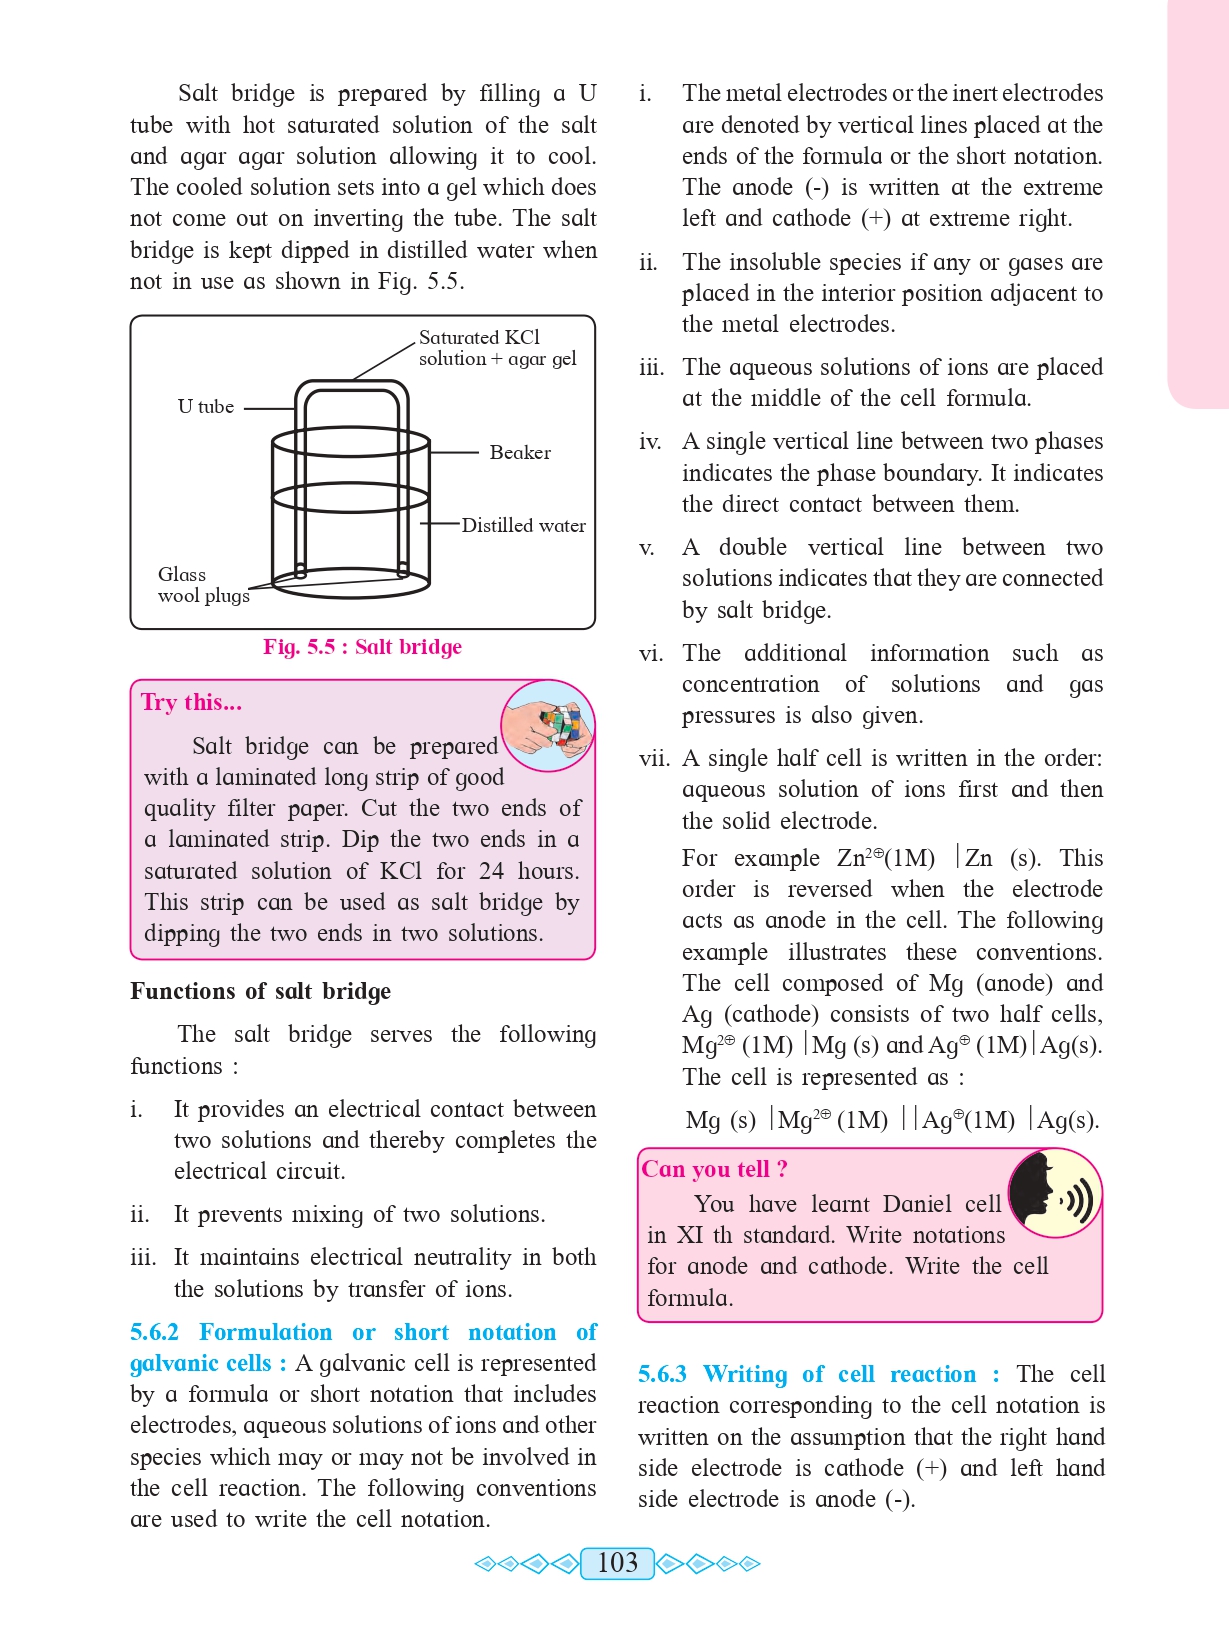 Salt bridge is prepared by filling a U
tube with hot saturated solution of the salt
and agar agar solution allowing it to cool.
The cooled solution sets into a gel which does
not come out on inverting the tube. The salt
bridge is kept dipped in distilled water when
not in use as shown in Fig. 5.5.
Saturated KCl
solution + agar gel
U tube
Beaker
Distilled water
Glass
wool plugs
Fig. 5.5 : Salt bridge
Try this...
Salt bridge can be prepared
with a laminated long strip of good
quality filter paper. Cut the two ends of
a laminated strip. Dip the two ends in a
saturated solution of KCl for 24 hours.
This strip can be used as salt bridge by
dipping the two ends in two solutions.
Functions of salt bridge
The salt bridge serves the following
functions :
i. It provides an electrical contact between
two solutions and thereby completes the
electrical circuit.
ii. It prevents mixing of two solutions.
iii. It maintains electrical neutrality in both
the solutions by transfer of ions.
5.6.2 Formulation or short notation of
galvanic cells : A galvanic cell is represented
by a formula or short notation that includes
electrodes, aqueous solutions of ions and other
species which may or may not be involved in
the cell reaction. The following conventions
are used to write the cell notation.
i. The metal electrodes or the inert electrodes
are denoted by vertical lines placed at the
ends of the formula or the short notation.
The anode (-) is written at the extreme
left and cathode (+) at extreme right.
ii. The insoluble species if any or gases are
placed in the interior position adjacent to
the metal electrodes.
iii. The aqueous solutions of ions are placed
at the middle of the cell formula.
iv. A single vertical line between two phases
indicates the phase boundary. It indicates
the direct contact between them.
v. A double vertical line between two
solutions indicates that they are connected
by salt bridge.
vi. The additional information such as
concentration of solutions and gas
pressures is also given.
vii. A single half cell is written in the order:
aqueous solution of ions first and then
the solid electrode.
For example Zn²⊕(1M) |Zn (s). This
order is reversed when the electrode
acts as anode in the cell. The following
example illustrates these conventions.
The cell composed of Mg (anode) and
Ag (cathode) consists of two half cells,
Mg²⊕ (1M) |Mg (s) and Ag⊕ (1M)|Ag(s).
The cell is represented as :
Mg (s) |Mg²⊕ (1M) ||Ag⊕(1M) |Ag(s).
Can you tell ?
You have learnt Daniel cell
in XI th standard. Write notations
for anode and cathode. Write the cell
formula.
5.6.3 Writing of cell reaction : The cell
reaction corresponding to the cell notation is
written on the assumption that the right hand
side electrode is cathode (+) and left hand
side electrode is anode (-).
103